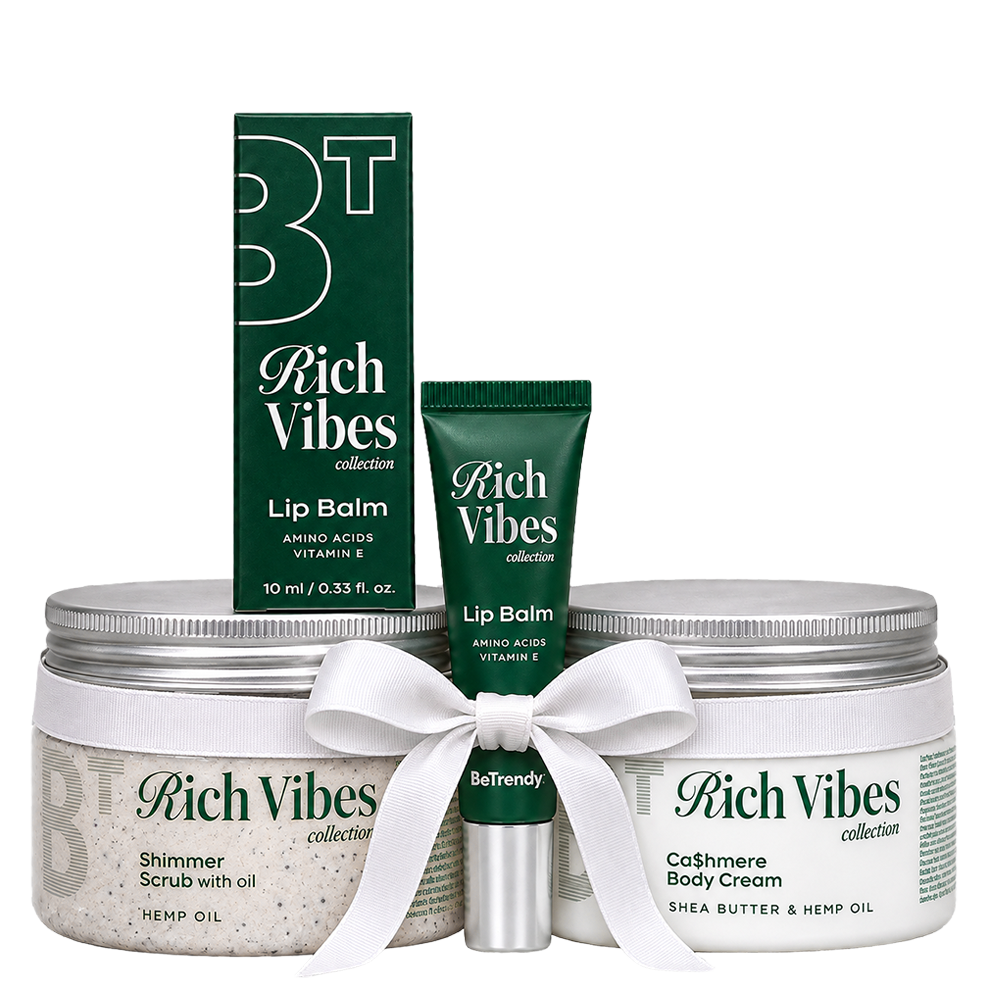 BT
Rich
Vibes
collection
Lip Balm
AMINO ACIDS
VITAMIN E
10 ml / 0.33 fl. oz.
Rich
Vibes
collection
Lip Balm
AMINO ACIDS
VITAMIN E
BeTrendy.
BT
Rich Vibes
collection
Shimmer
Scrub with oil
HEMP OIL
T
Rich Vibes
collection
Ca$hmere
Body Cream
SHEA BUTTER & HEMP OIL